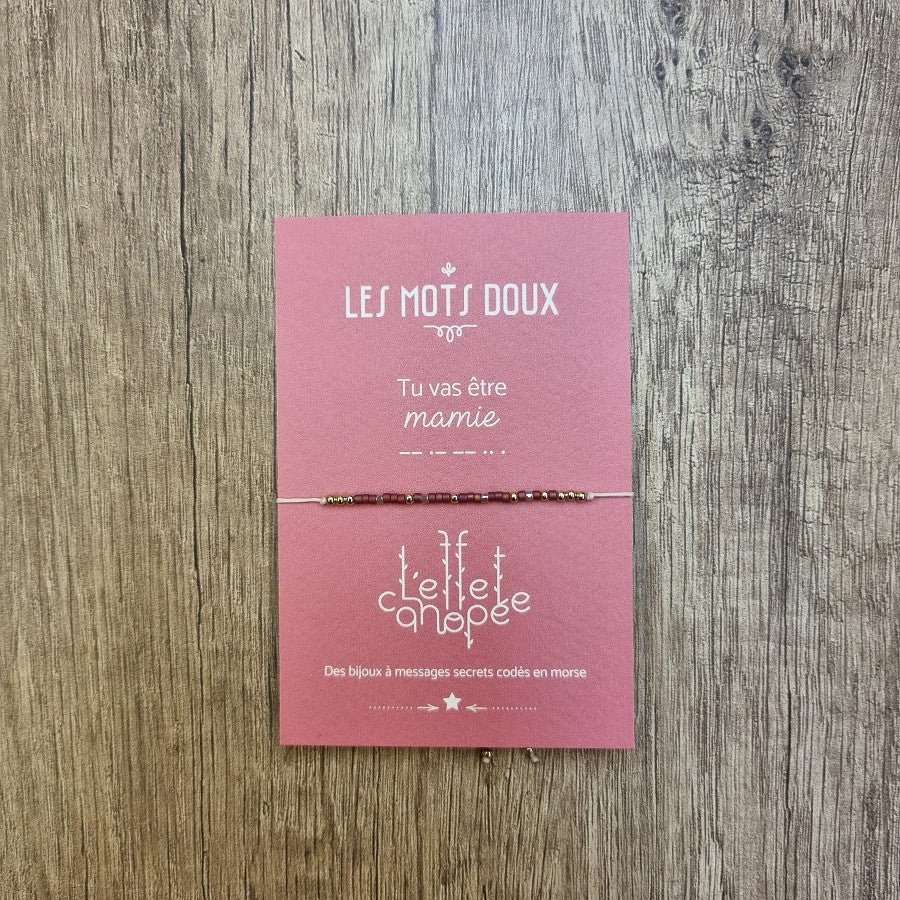 LES MOTS DOUX
Tu vas être
mamie
–– ·– –– ·· ·
L'effet
canopée
Des bijoux à messages secrets codés en morse